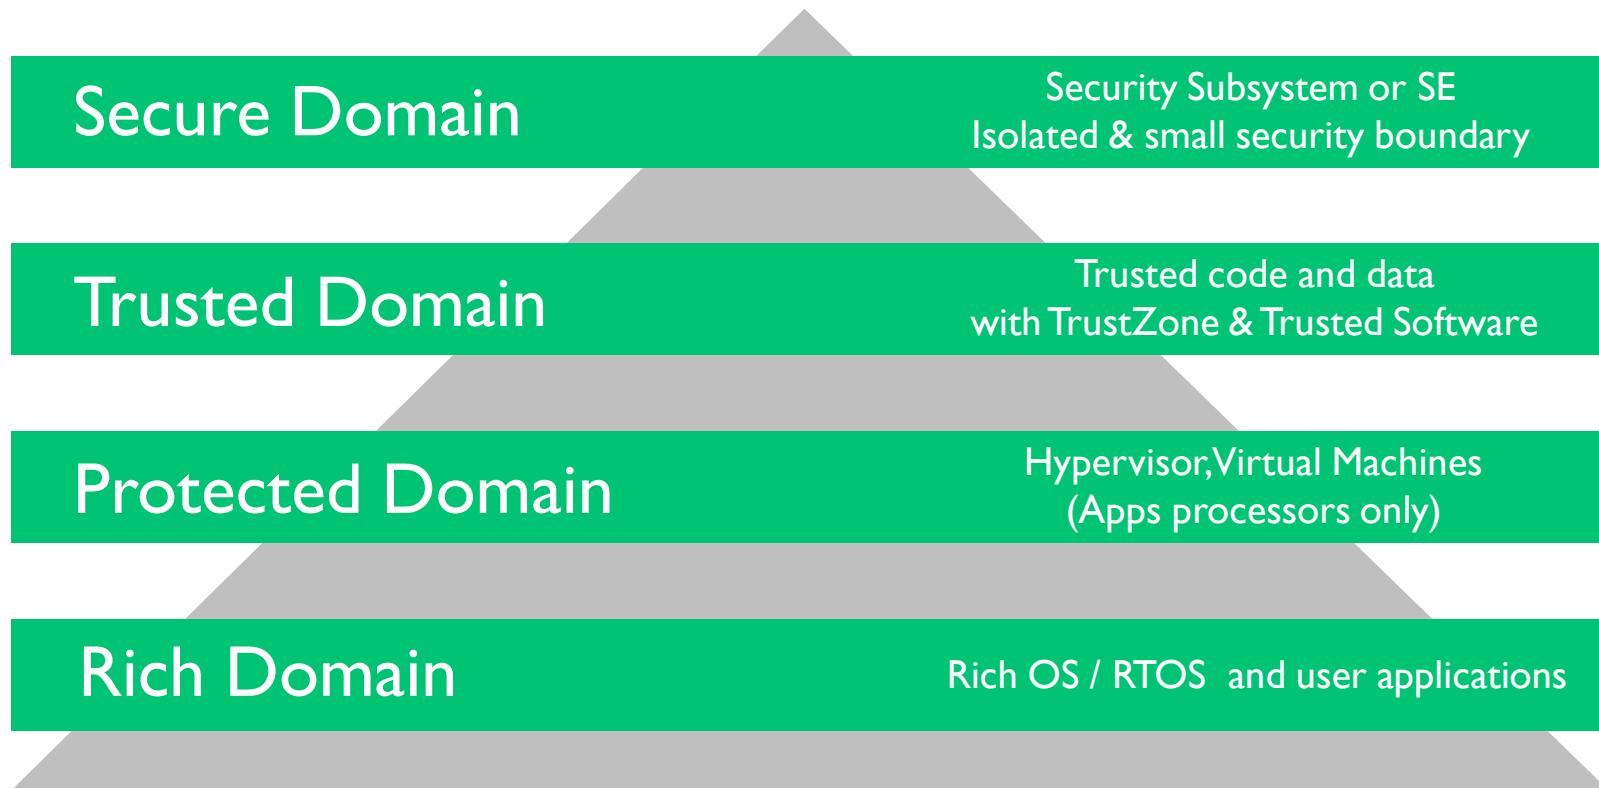 Secure Domain
Security Subsystem or SE
Isolated & small security boundary
Trusted Domain
Trusted code and data
with TrustZone & Trusted Software
Protected Domain
Hypervisor,Virtual Machines
(Apps processors only)
Rich Domain
Rich OS / RTOS and user applications